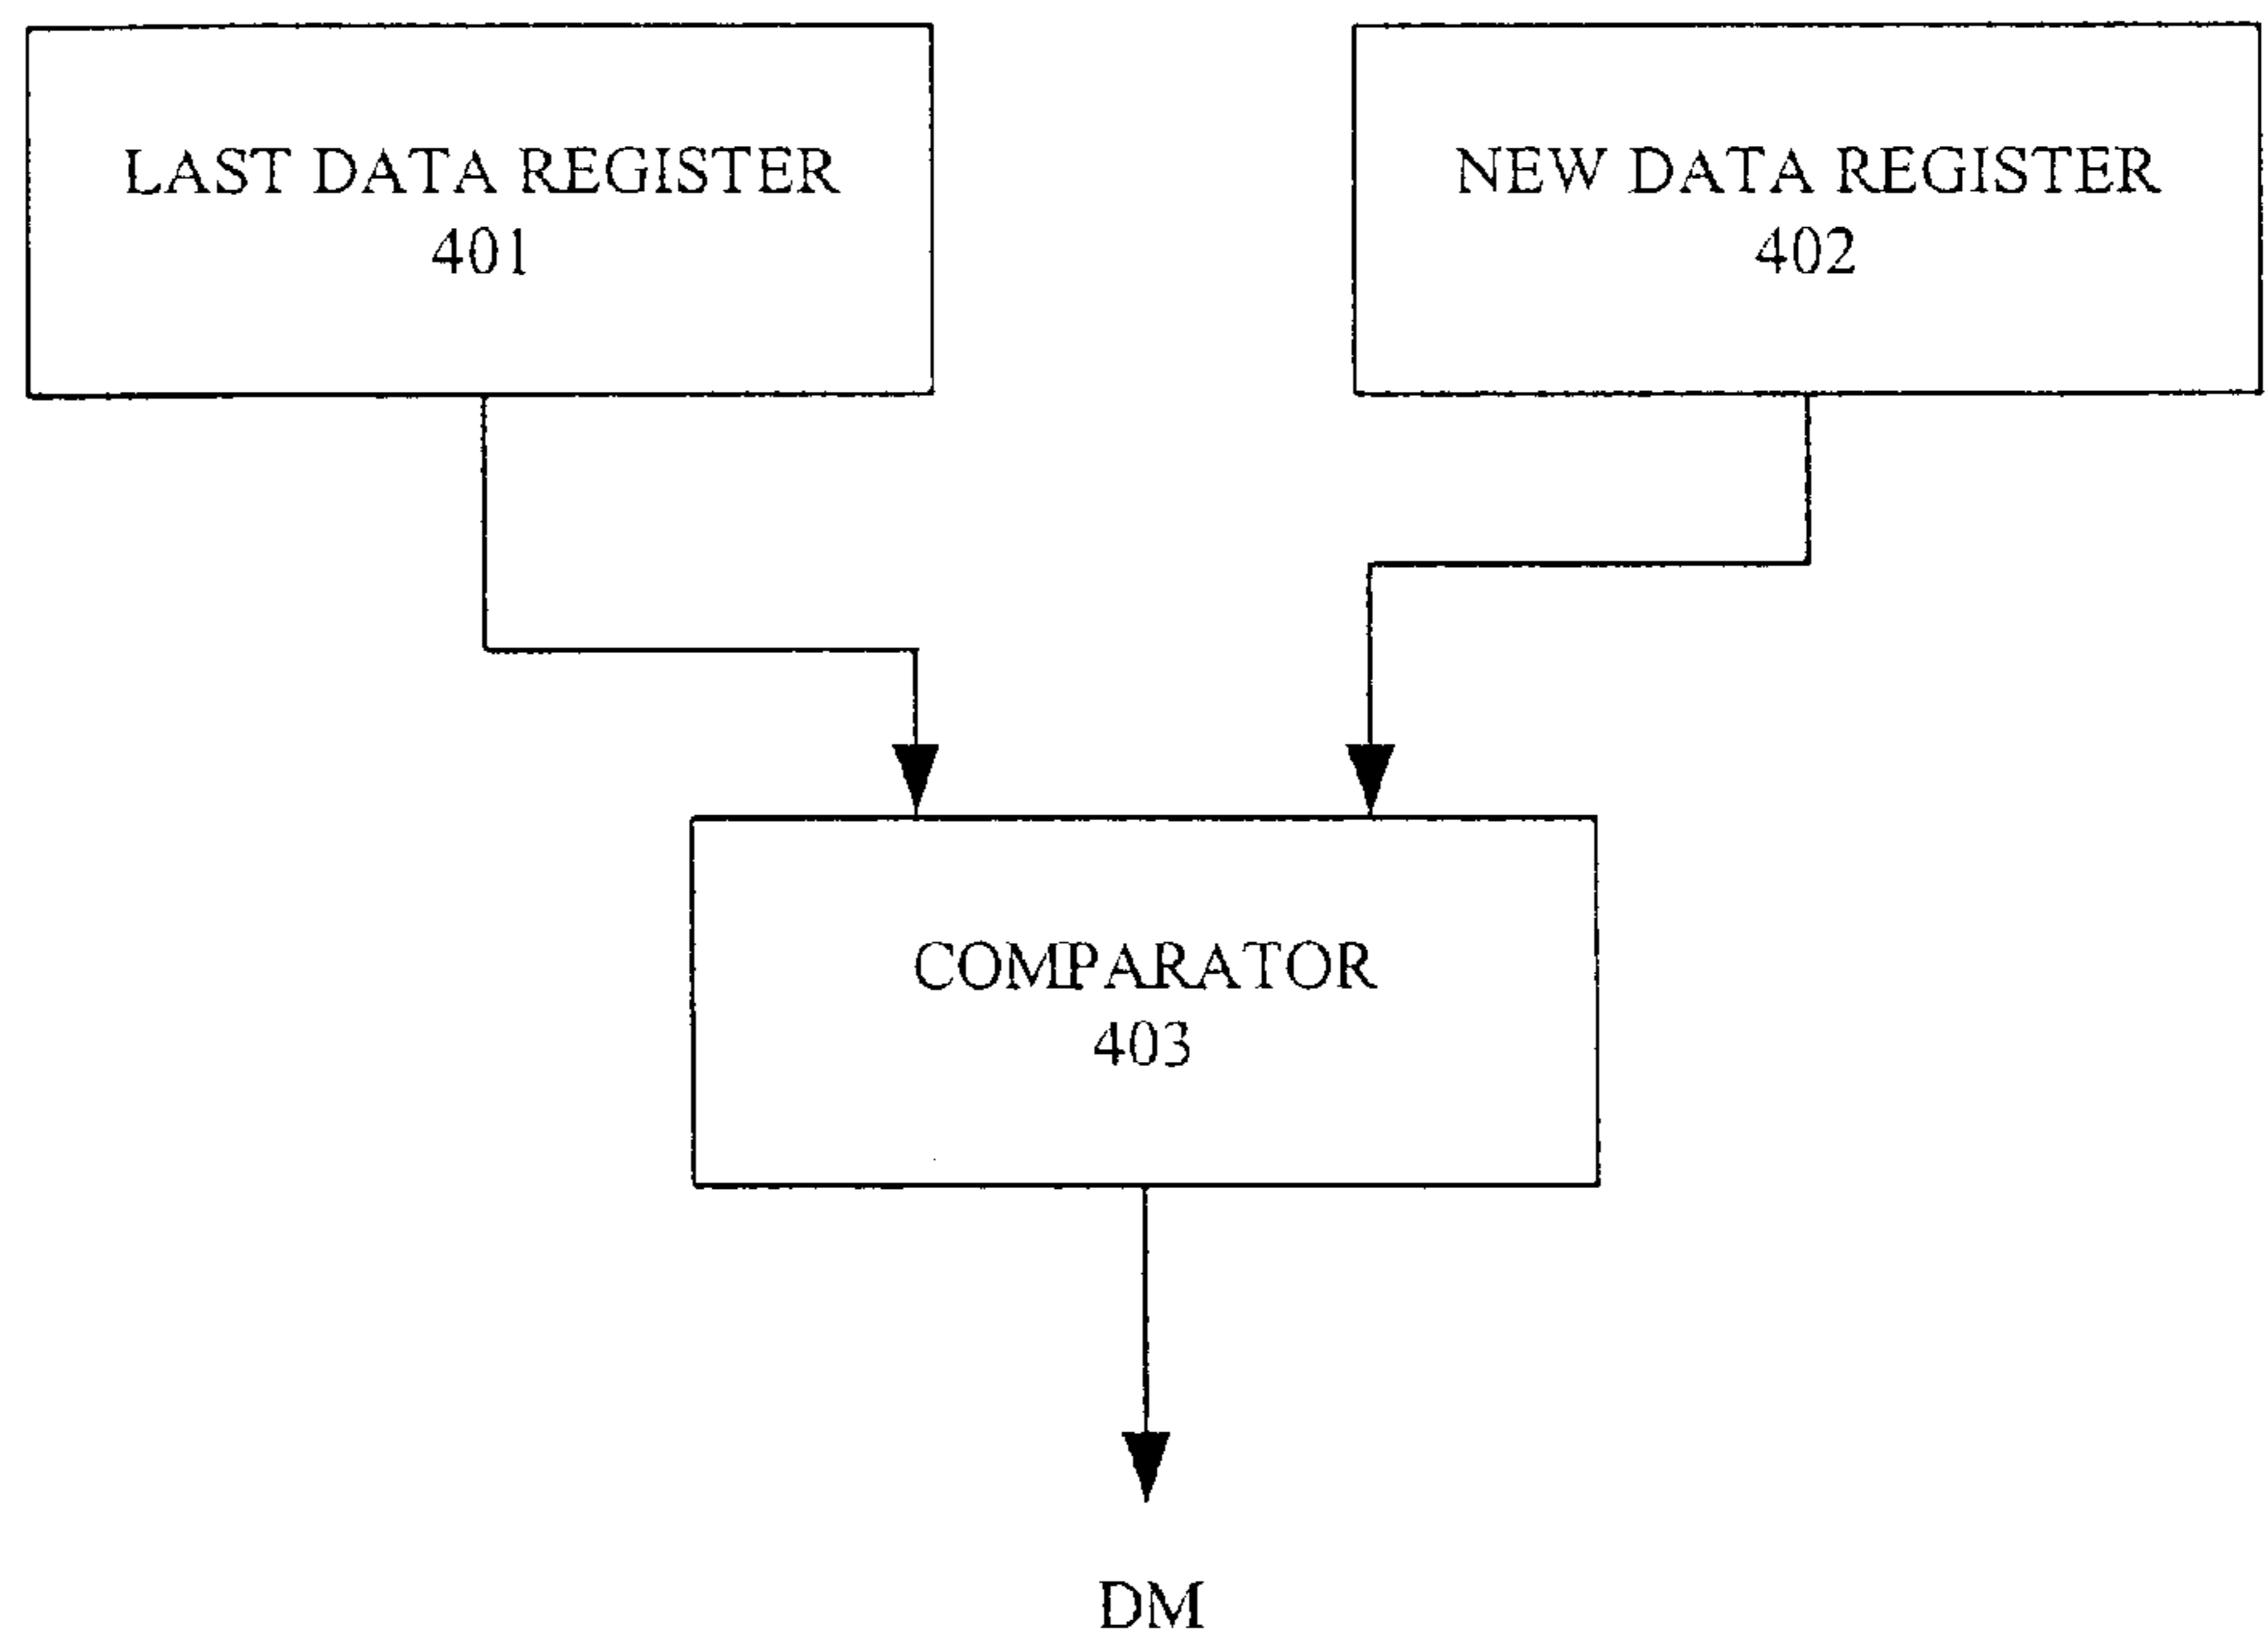 LAST DATA REGISTER
401
NEW DATA REGISTER
402
COMPARATOR
403
DM